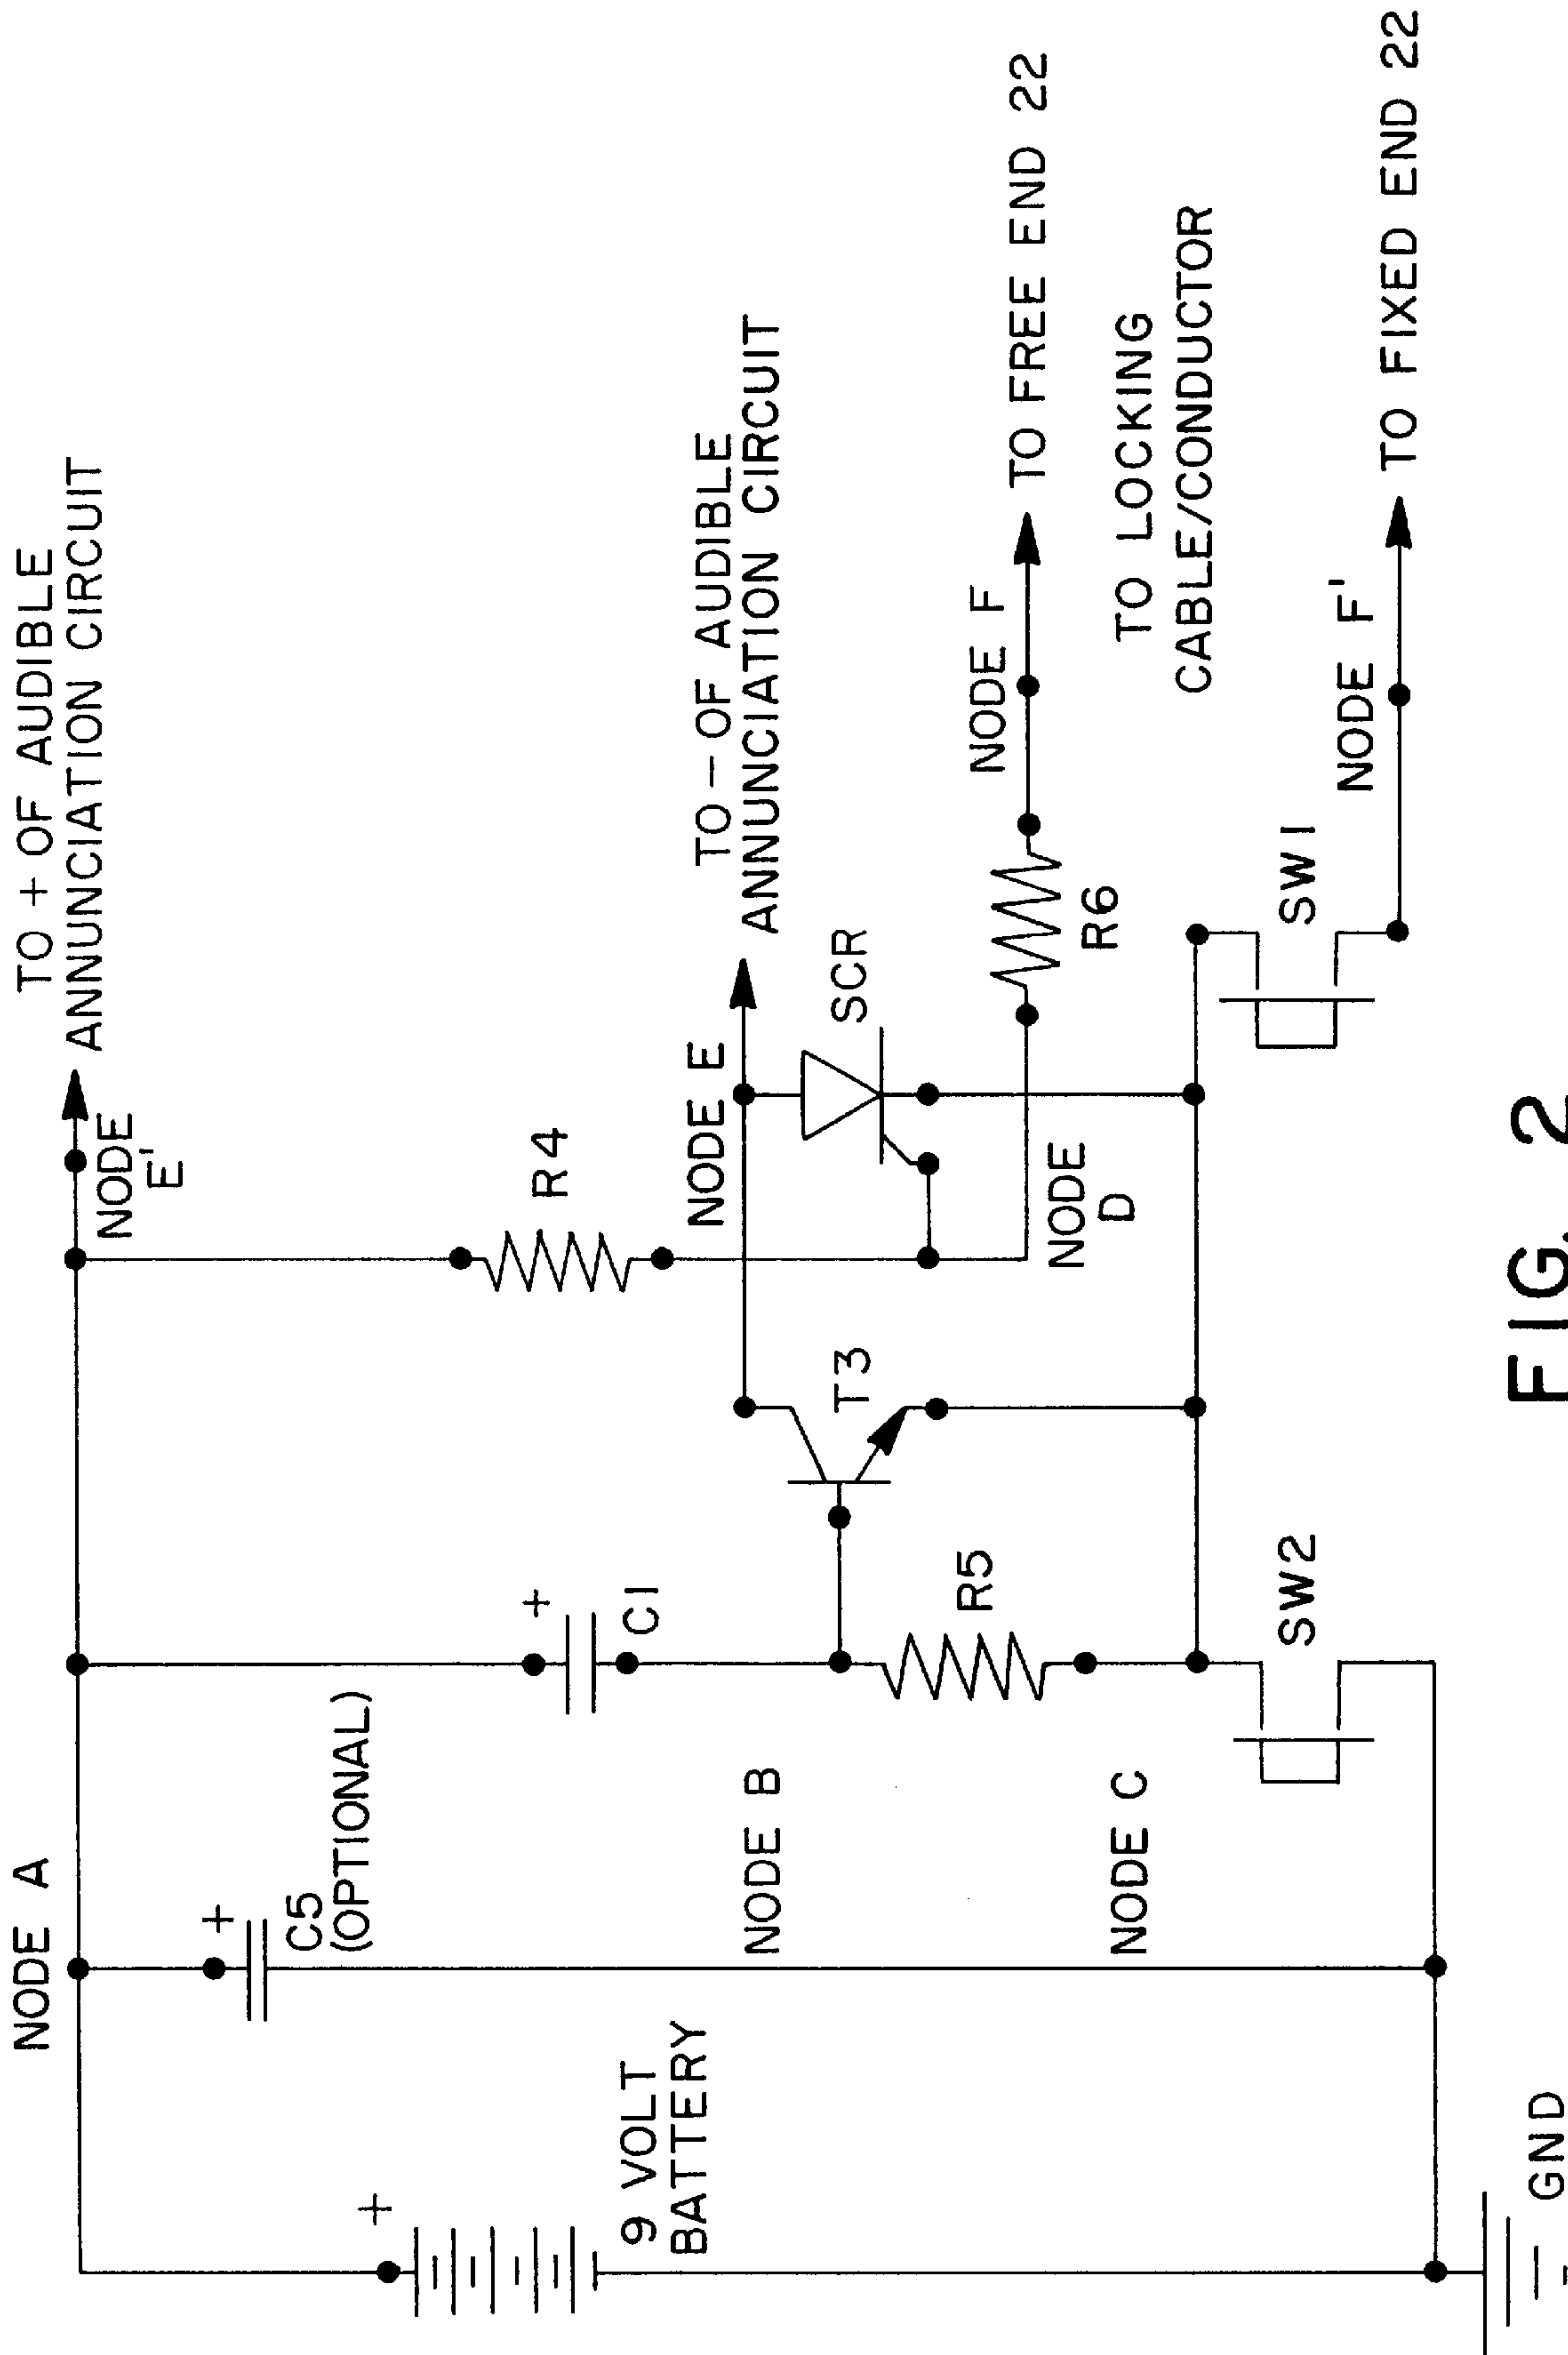 TO + OF AUDIBLE
ANNUNCIATION CIRCUIT
NODE A
NODE
E'
+
C5
(OPTIONAL)
+
C1
R4
+
9 VOLT
BATTERY
TO - OF AUDIBLE
ANNUNCIATION CIRCUIT
NODE E
NODE B
T3
SCR
R5
R6
NODE F
TO FREE END 22
NODE
D
NODE C
TO LOCKING
CABLE/CONDUCTOR
SW2
SW1
NODE F'
TO FIXED END 22
GND
FIG. 2